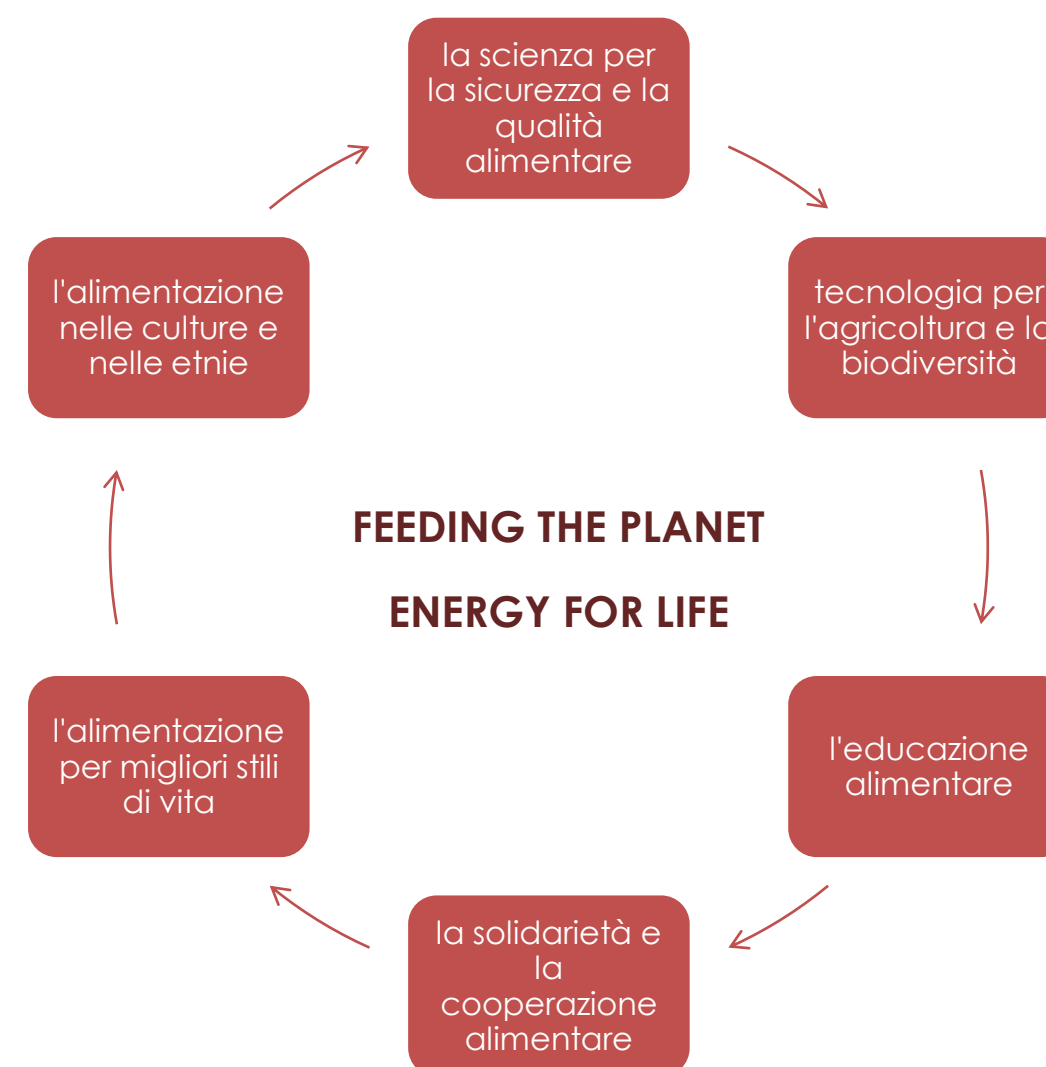 la scienza per
la sicurezza e la
qualità
alimentare
tecnologia per
l'agricoltura e la
biodiversità
l'educazione
alimentare
la solidarietà e
la
cooperazione
alimentare
l'alimentazione
per migliori stili
di vita
l'alimentazione
nelle culture e
nelle etnie
FEEDING THE PLANET
ENERGY FOR LIFE